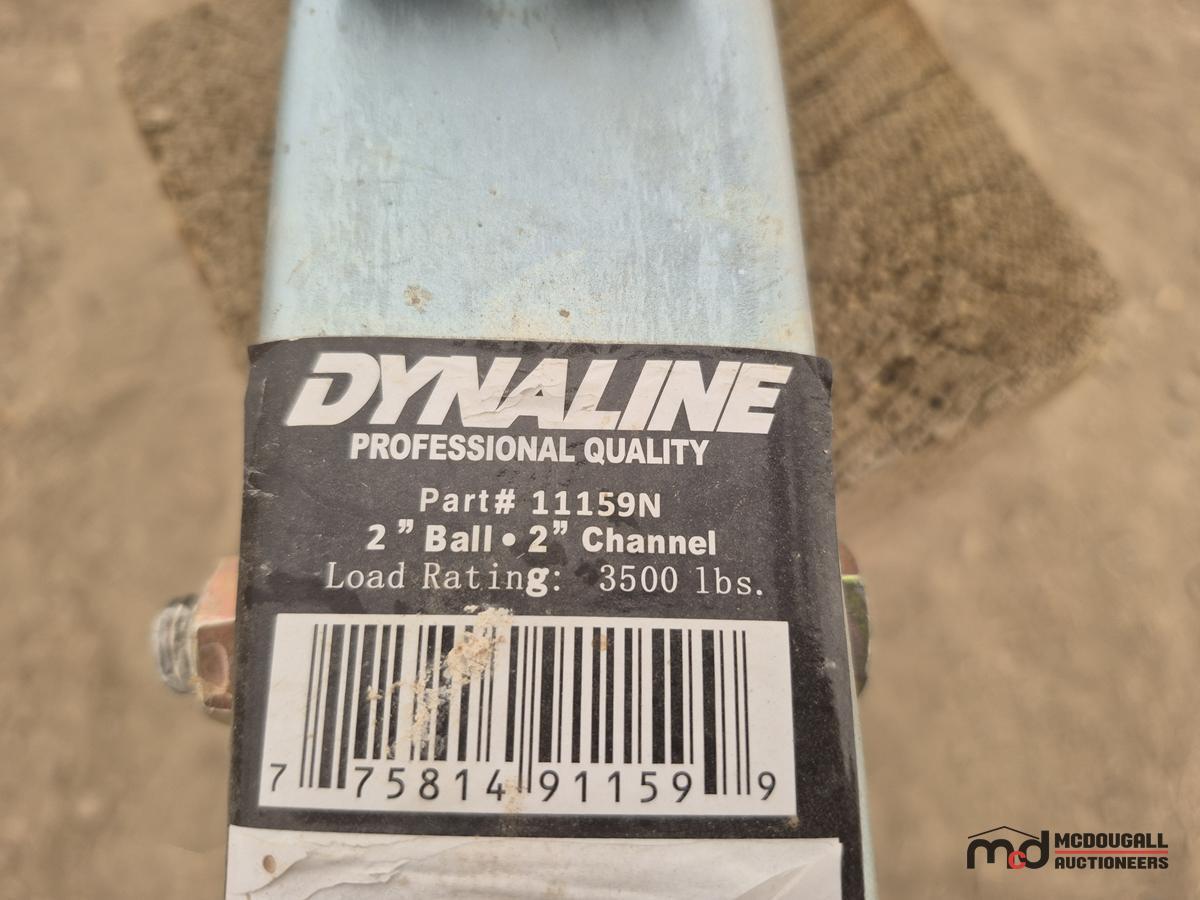 DYNALINE
PROFESSIONAL QUALITY
Part# 11159N
2" Ball • 2" Channel
Load Rating: 3500 lbs.
7 75814 91159 9
mcd MCDOUGALL
AUCTIONEERS